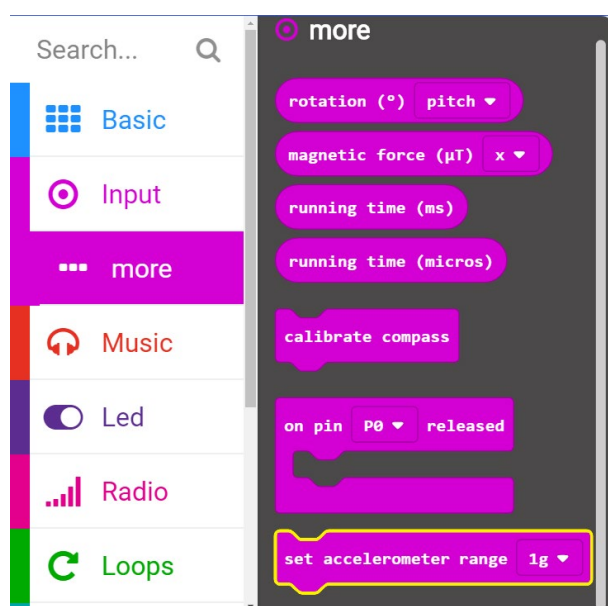 Search...
Basic
Input
more
Music
Led
Radio
Loops
more
rotation (°) pitch
magnetic force (µT) x
running time (ms)
running time (micros)
calibrate compass
on pin P0 released
set accelerometer range 1g